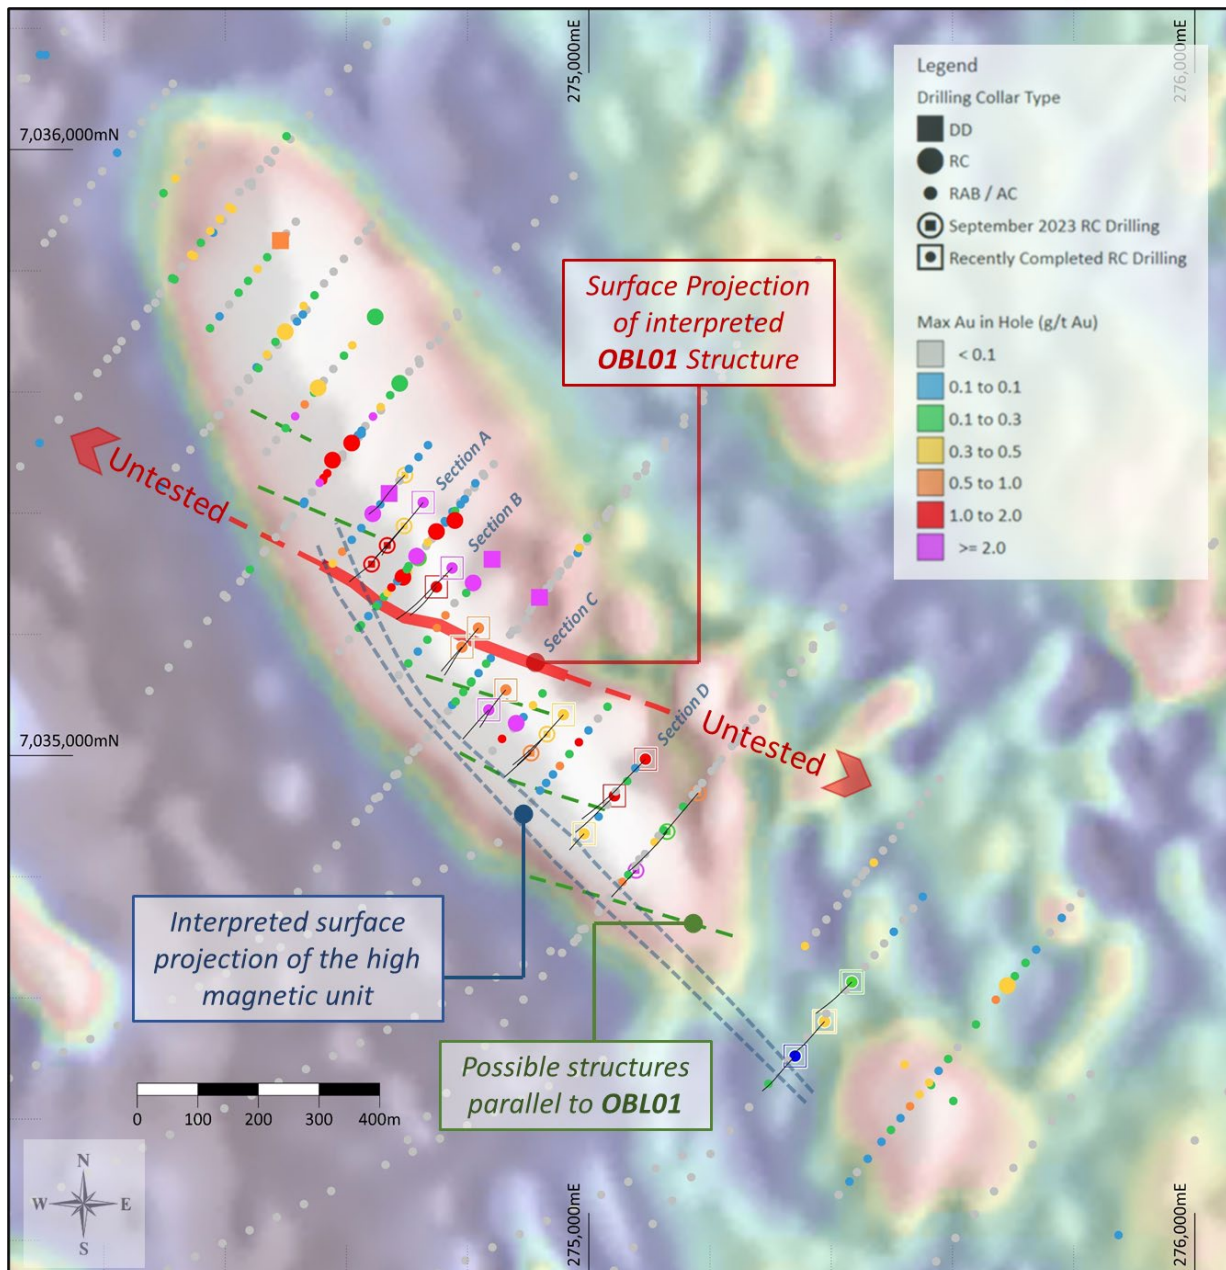 275,000mE
276,000mE
7,036,000mN
Legend
Drilling Collar Type
DD
RC
RAB / AC
September 2023 RC Drilling
Recently Completed RC Drilling
Max Au in Hole (g/t Au)
< 0.1
0.1 to 0.1
0.1 to 0.3
0.3 to 0.5
0.5 to 1.0
1.0 to 2.0
>= 2.0
Surface Projection
of interpreted
OBL01 Structure
Untested
Section A
Section B
Section C
Section D
Untested
7,035,000mN
Interpreted surface
projection of the high
magnetic unit
Possible structures
parallel to OBL01
0 100 200 300 400m
N
W E
S
275,000mE
276,000mE